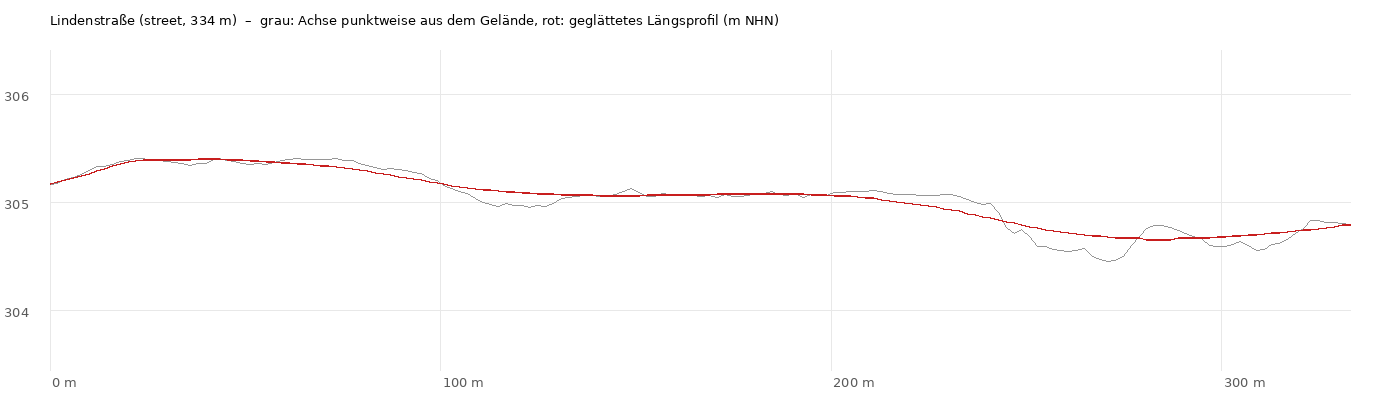 Lindenstraße (street, 334 m)  –  grau: Achse punktweise aus dem Gelände, rot: geglättetes Längsprofil (m NHN)
306
305
304
0 m
100 m
200 m
300 m